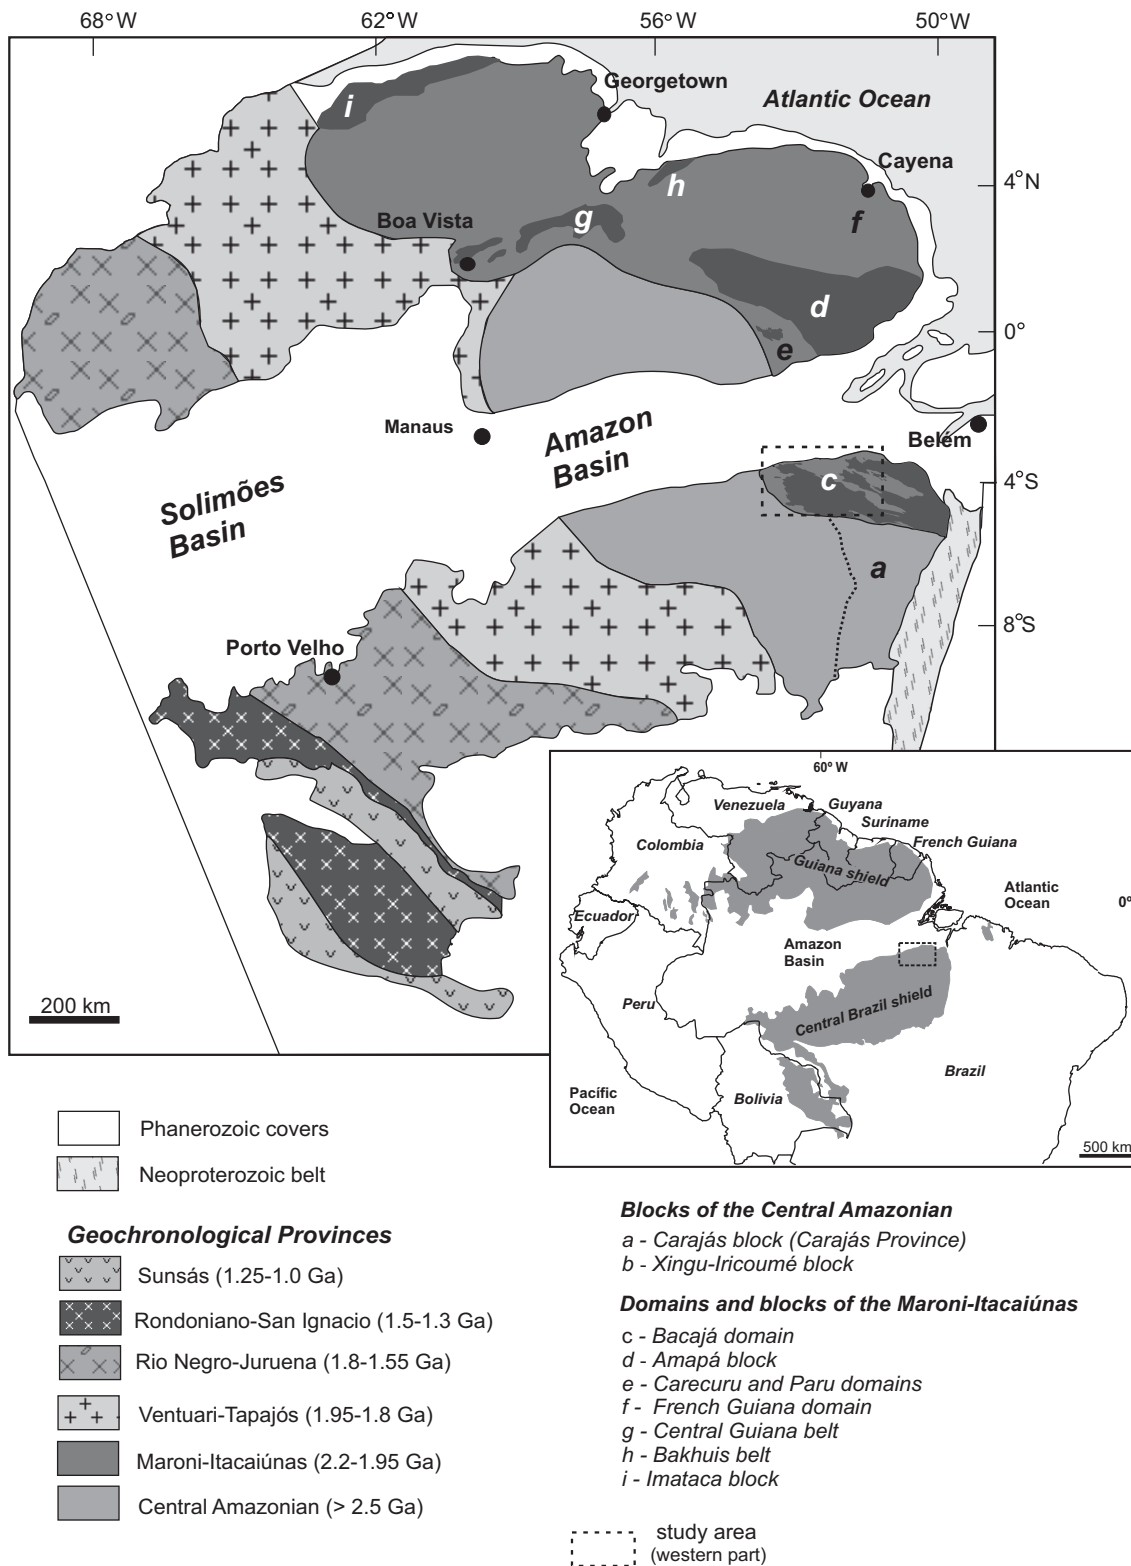 68°W 62°W 56°W 50°W
Georgetown
Atlantic Ocean
i
Cayena
h
4°N
Boa Vista
g
f
d
0°
e
Manaus
Amazon
Basin
Belém
c
4°S
Solimões
Basin
a
8°S
Porto Velho
200 km
60° W
Venezuela
Guyana
Suriname
French Guiana
Colombia
Guiana shield
Atlantic
Ocean
0°
Ecuador
Amazon
Basin
Peru
Central Brazil shield
Brazil
Bolivia
Pacífic
Ocean
500 km
Phanerozoic covers
Neoproterozoic belt
Geochronological Provinces
Sunsás (1.25-1.0 Ga)
Rondoniano-San Ignacio (1.5-1.3 Ga)
Rio Negro-Juruena (1.8-1.55 Ga)
Ventuari-Tapajós (1.95-1.8 Ga)
Maroni-Itacaiúnas (2.2-1.95 Ga)
Central Amazonian (> 2.5 Ga)
Blocks of the Central Amazonian
a - Carajás block (Carajás Province)
b - Xingu-Iricoumé block
Domains and blocks of the Maroni-Itacaiúnas
c - Bacajá domain
d - Amapá block
e - Carecuru and Paru domains
f - French Guiana domain
g - Central Guiana belt
h - Bakhuis belt
i - Imataca block
study area
(western part)